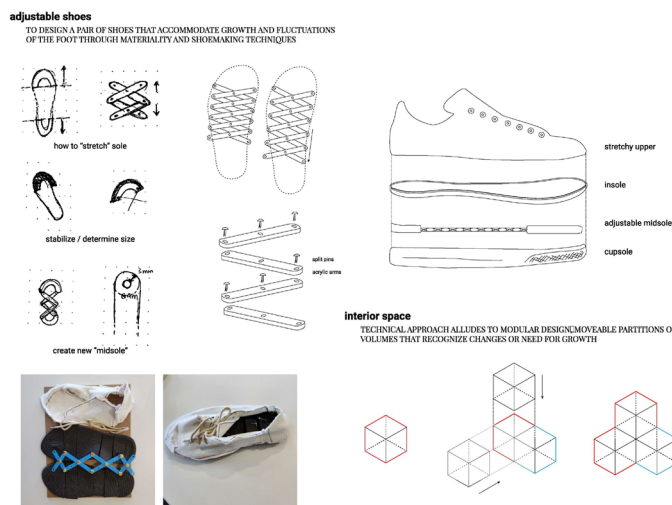 adjustable shoes
TO DESIGN A PAIR OF SHOES THAT ACCOMMODATE GROWTH AND FLUCTUATIONS
OF THE FOOT THROUGH MATERIALITY AND SHOEMAKING TECHNIQUES
how to "stretch" sole
stabilize / determine size
6mm
create new "midsole"
split pins
acrylic arms
stretchy upper
insole
adjustable midsole
cupsole
interior space
TECHNICAL APPROACH ALLUDES TO MODULAR DESIGN,MOVEABLE PARTITIONS O
VOLUMES THAT RECOGNIZE CHANGES OR NEED FOR GROWTH